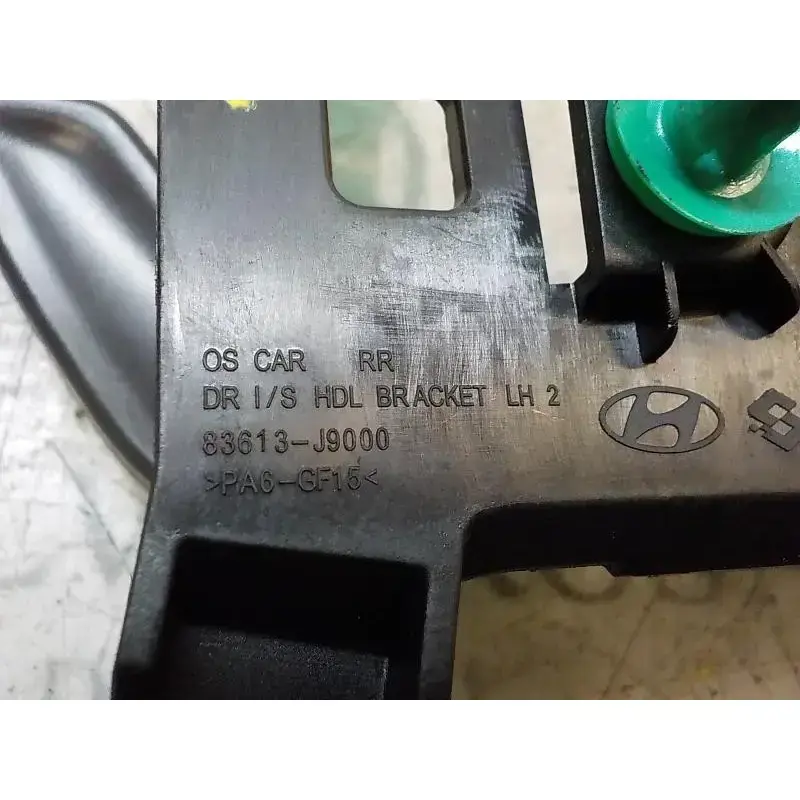 OS CAR RR
DR I/S HDL BRACKET LH 2
83613-J9000
>PA6-GF15<